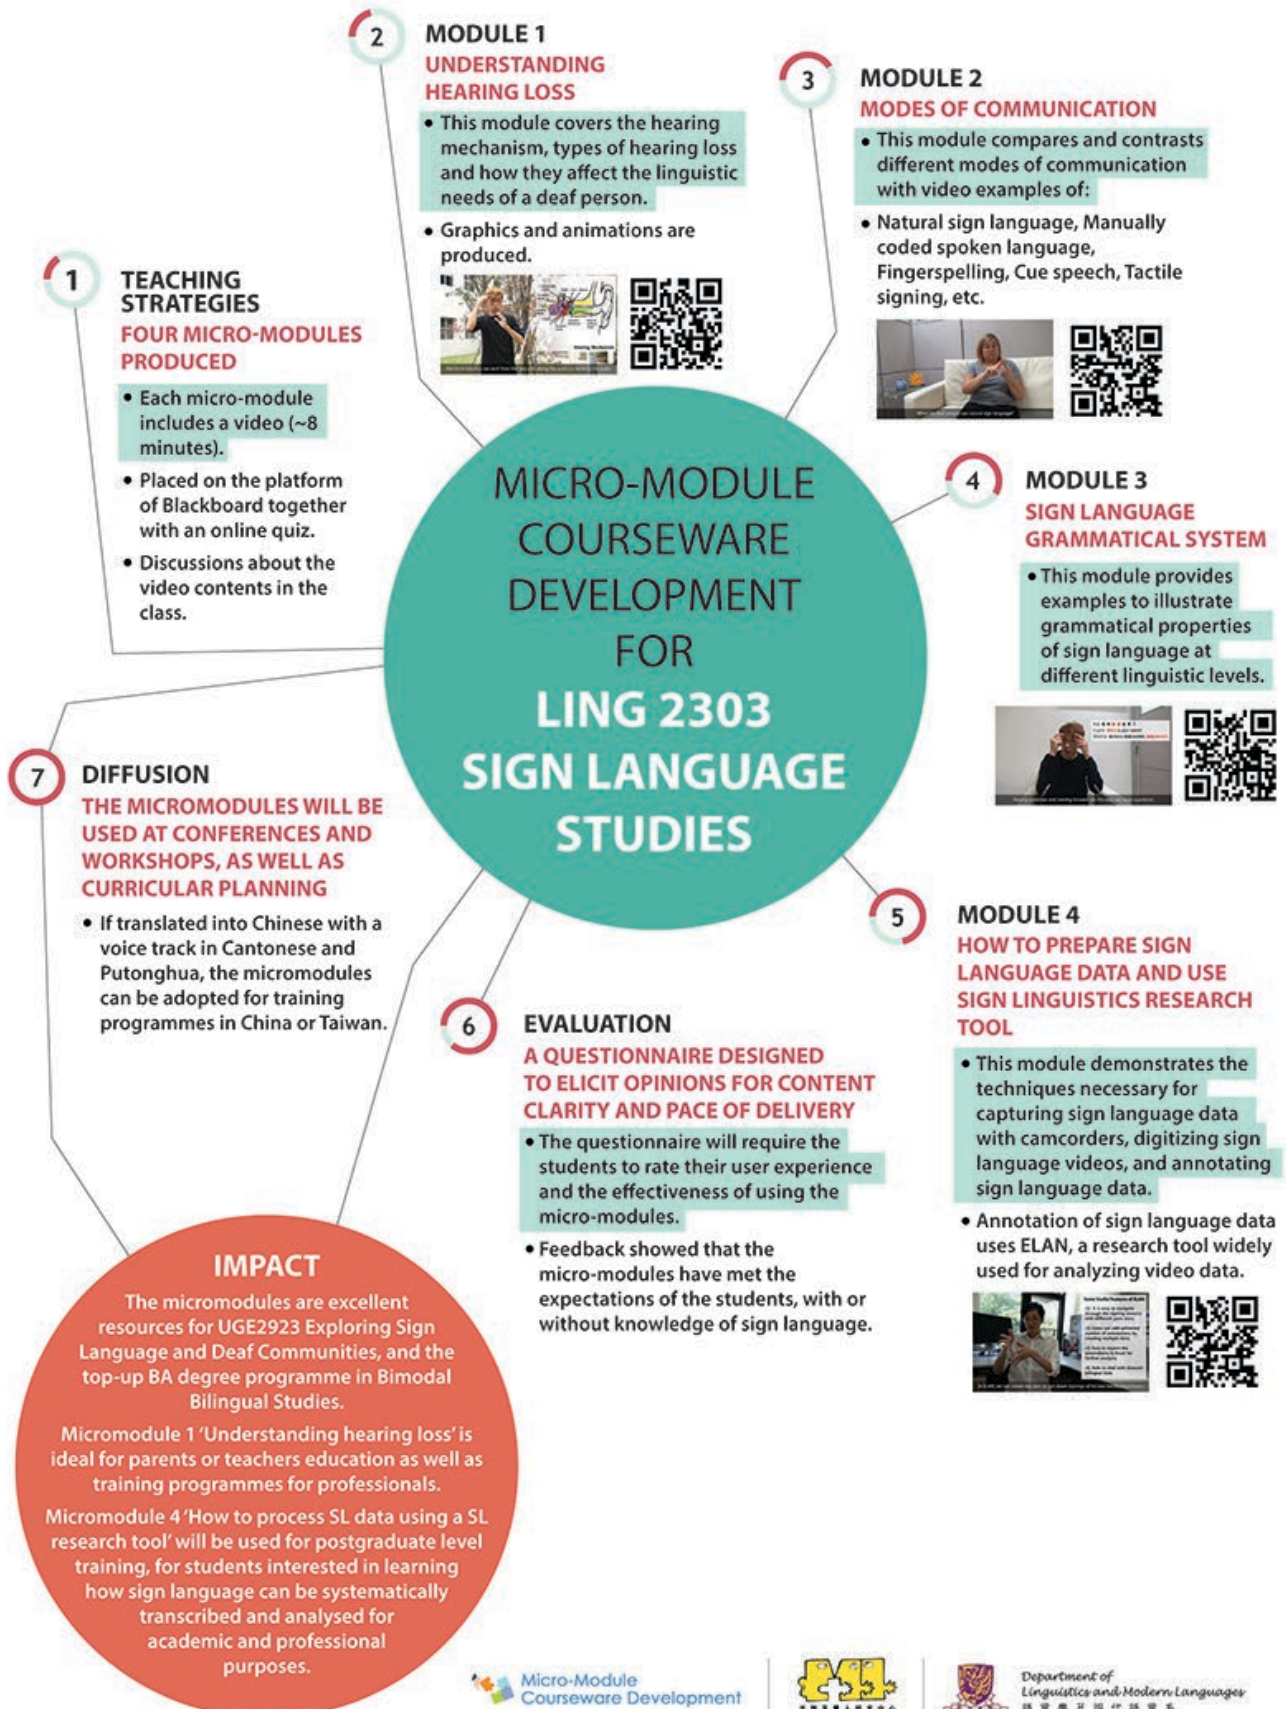 2
MODULE 1
UNDERSTANDING
HEARING LOSS
• This module covers the hearing
mechanism, types of hearing loss
and how they affect the linguistic
needs of a deaf person.
• Graphics and animations are
produced.
3
MODULE 2
MODES OF COMMUNICATION
• This module compares and contrasts
different modes of communication
with video examples of:
• Natural sign language, Manually
coded spoken language,
Fingerspelling, Cue speech, Tactile
signing, etc.
1
TEACHING
STRATEGIES
FOUR MICRO-MODULES
PRODUCED
• Each micro-module
includes a video (~8
minutes).
• Placed on the platform
of Blackboard together
with an online quiz.
• Discussions about the
video contents in the
class.
MICRO-MODULE
COURSEWARE
DEVELOPMENT
FOR
LING 2303
SIGN LANGUAGE
STUDIES
4
MODULE 3
SIGN LANGUAGE
GRAMMATICAL SYSTEM
• This module provides
examples to illustrate
grammatical properties
of sign language at
different linguistic levels.
7
DIFFUSION
THE MICROMODULES WILL BE
USED AT CONFERENCES AND
WORKSHOPS, AS WELL AS
CURRICULAR PLANNING
• If translated into Chinese with a
voice track in Cantonese and
Putonghua, the micromodules
can be adopted for training
programmes in China or Taiwan.
5
MODULE 4
HOW TO PREPARE SIGN
LANGUAGE DATA AND USE
SIGN LINGUISTICS RESEARCH
TOOL
• This module demonstrates the
techniques necessary for
capturing sign language data
with camcorders, digitizing sign
language videos, and annotating
sign language data.
• Annotation of sign language data
uses ELAN, a research tool widely
used for analyzing video data.
6
EVALUATION
A QUESTIONNAIRE DESIGNED
TO ELICIT OPINIONS FOR CONTENT
CLARITY AND PACE OF DELIVERY
• The questionnaire will require the
students to rate their user experience
and the effectiveness of using the
micro-modules.
• Feedback showed that the
micro-modules have met the
expectations of the students, with or
without knowledge of sign language.
IMPACT
The micromodules are excellent
resources for UGE2923 Exploring Sign
Language and Deaf Communities, and the
top-up BA degree programme in Bimodal
Bilingual Studies.
Micromodule 1 ‘Understanding hearing loss’ is
ideal for parents or teachers education as well as
training programmes for professionals.
Micromodule 4 ‘How to process SL data using a SL
research tool’ will be used for postgraduate level
training, for students interested in learning
how sign language can be systematically
transcribed and analysed for
academic and professional
purposes.
Micro-Module
Courseware Development
Department of
Linguistics and Modern Languages